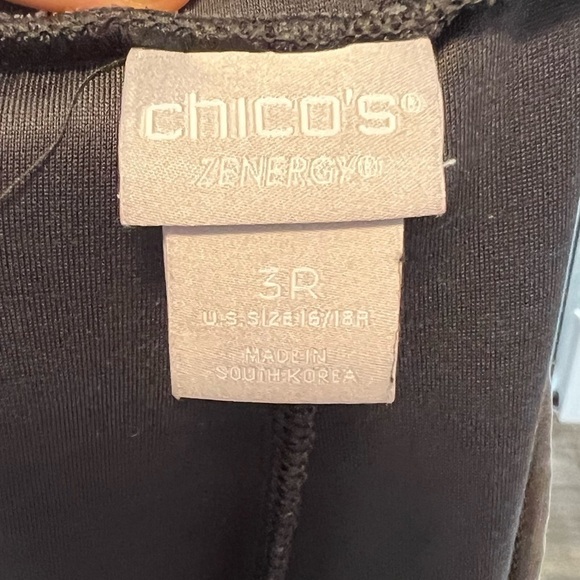 chico's®
ZENERGY®
3R
U.S. SIZE 16/18R
MADE IN
SOUTH KOREA